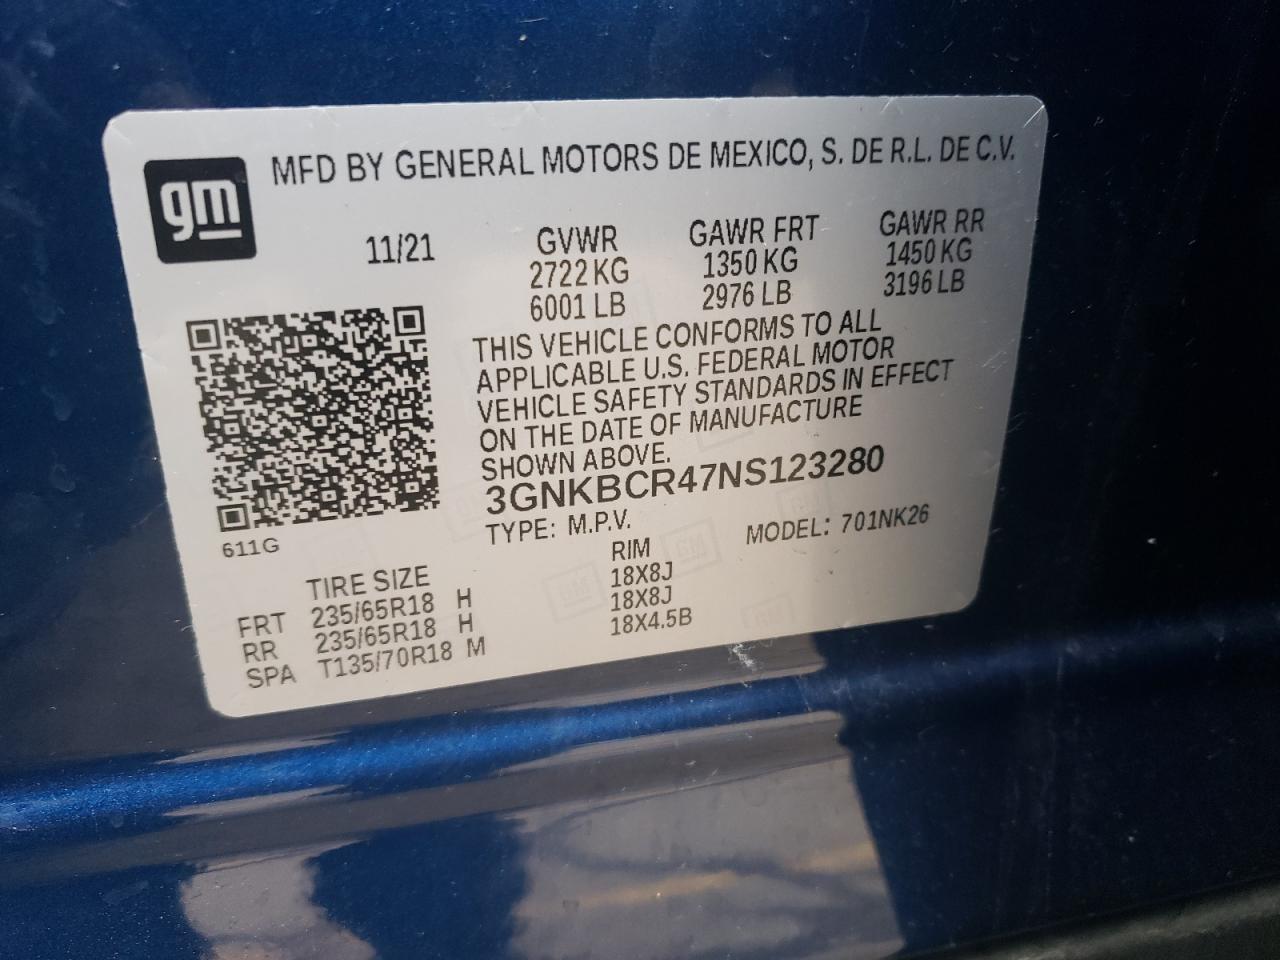 gm
MFD BY GENERAL MOTORS DE MEXICO, S. DE R.L. DE C.V.
11/21 GVWR GAWR FRT GAWR RR
2722 KG 1350 KG 1450 KG
6001 LB 2976 LB 3196 LB
THIS VEHICLE CONFORMS TO ALL
APPLICABLE U.S. FEDERAL MOTOR
VEHICLE SAFETY STANDARDS IN EFFECT
ON THE DATE OF MANUFACTURE
SHOWN ABOVE.
3GNKBCR47NS123280
TYPE: M.P.V. MODEL: 701NK26
611G
TIRE SIZE RIM
FRT 235/65R18 H 18X8J
RR 235/65R18 H 18X8J
SPA T135/70R18 M 18X4.5B
GM
GM
GM